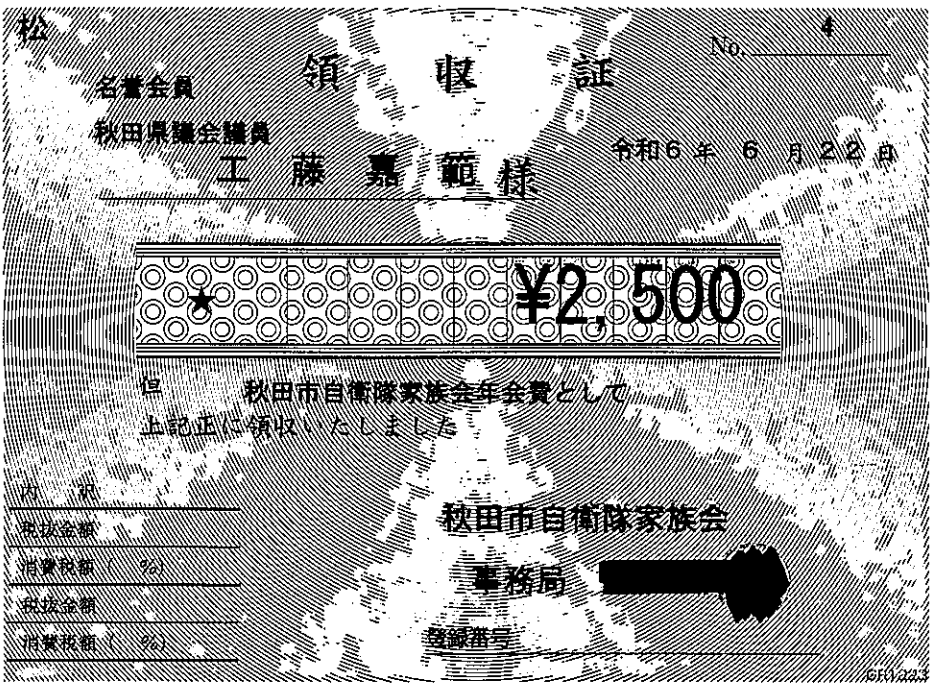 松
No. 4
領収証
名誉会員
秋田県議会議員
工藤嘉範様
令和6年6月22日
★ ¥2,500
但 秋田市自衛隊家族会年会費として
上記正に領収いたしました
内訳
税抜金額
消費税額( %)
税抜金額
消費税額( %)
秋田市自衛隊家族会
事務局
登録番号